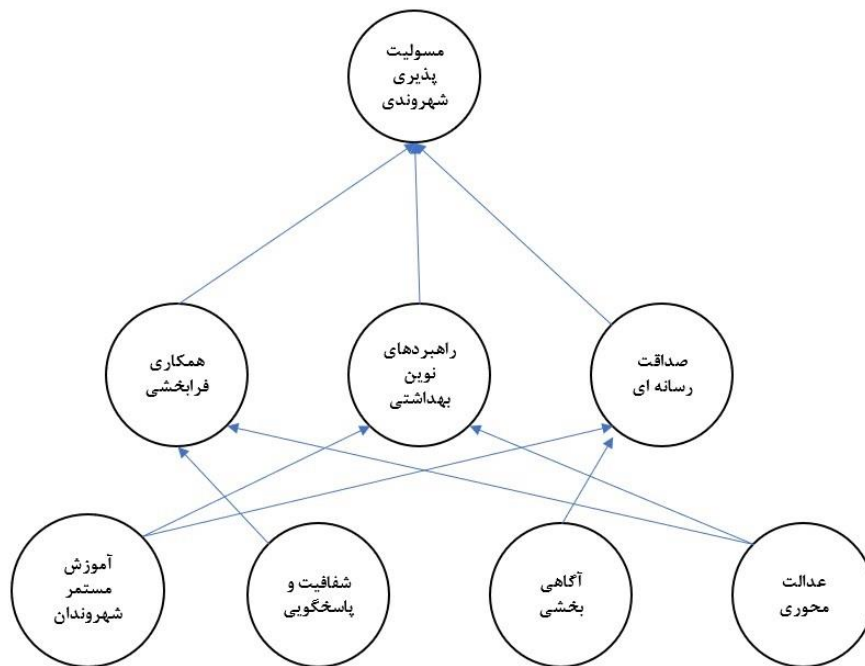 مسولیت
پذیری
شهروندی
همکاری
فرابخشی
راهبردهای
نوین
بهداشتی
صداقت
رسانه ای
آموزش
مستمر
شهروندان
شفافیت و
پاسخگویی
آگاهی
بخشی
عدالت
محوری